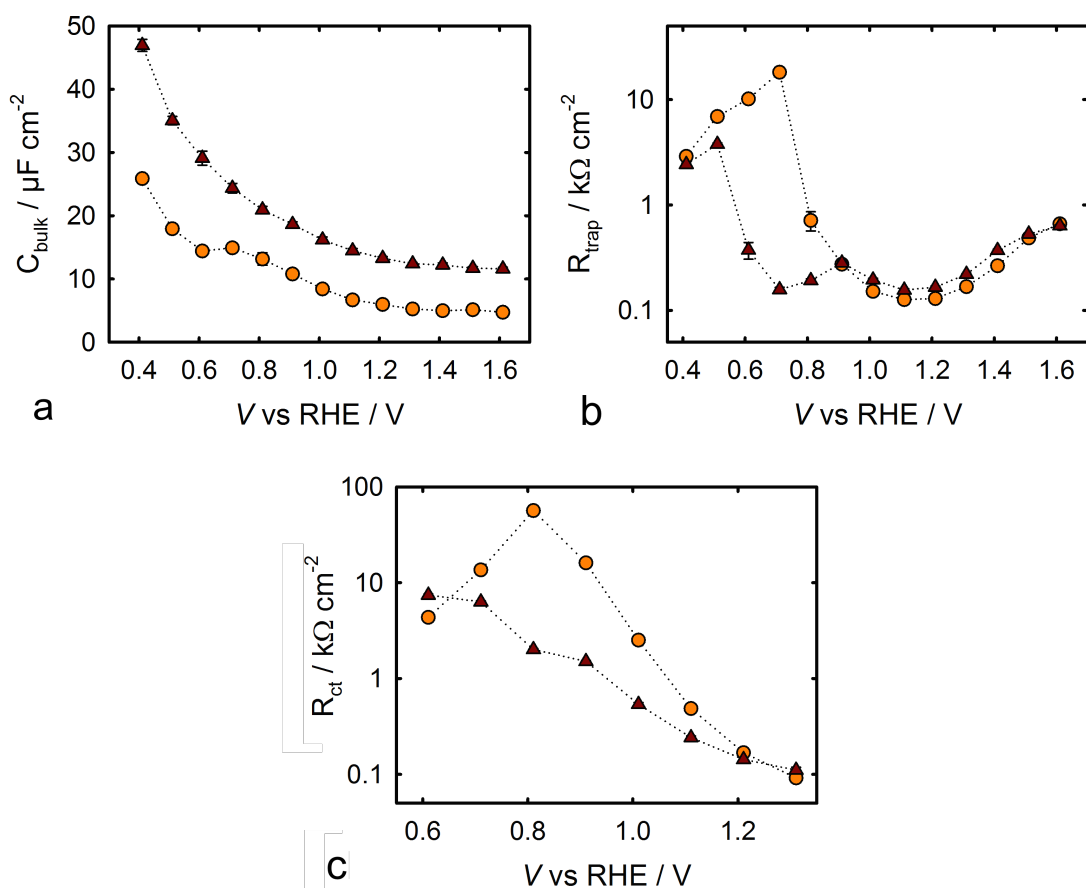 50
40
30
20
10
0
C_bulk / µF cm⁻²
0.4 0.6 0.8 1.0 1.2 1.4 1.6
V vs RHE / V
a
10
1
0.1
R_trap / kΩ cm⁻²
0.4 0.6 0.8 1.0 1.2 1.4 1.6
V vs RHE / V
b
100
10
1
0.1
R_ct / kΩ cm⁻²
0.6 0.8 1.0 1.2
V vs RHE / V
c